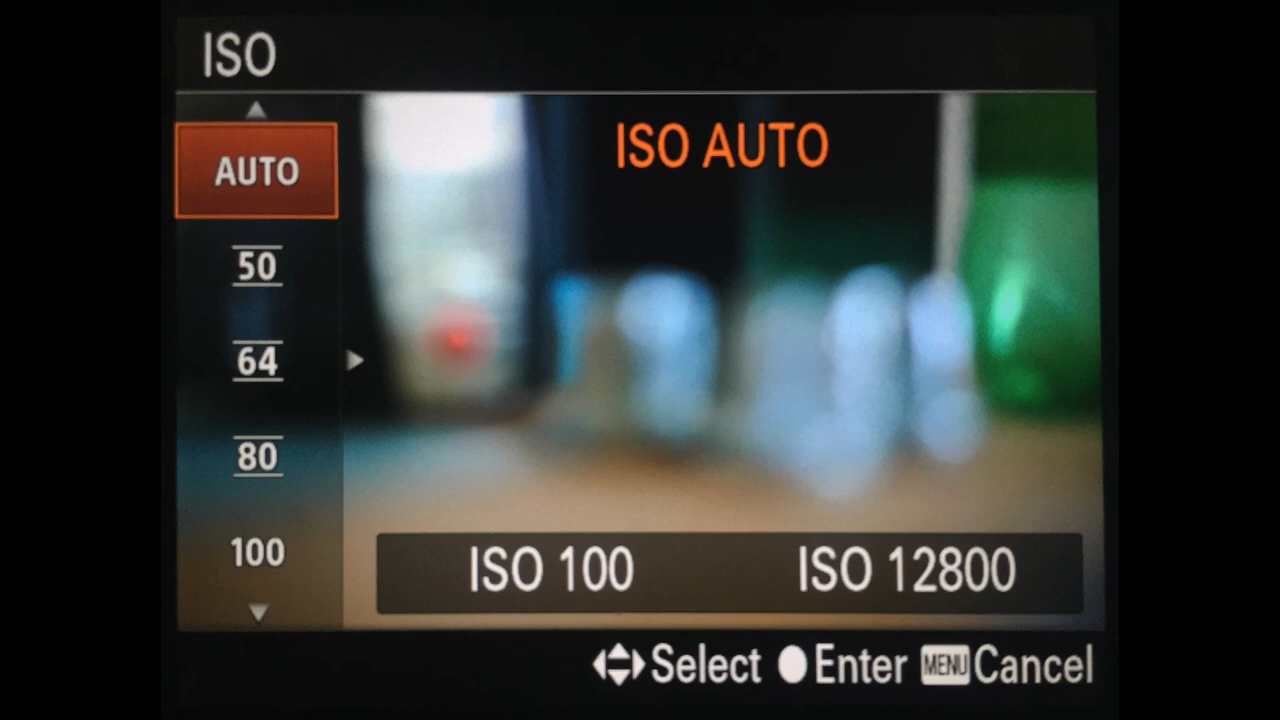 ISO
AUTO
ISO AUTO
50
64
80
100
ISO 100 ISO 12800
Select Enter MENU Cancel